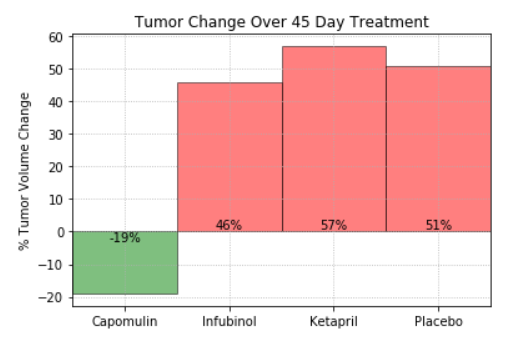 Tumor Change Over 45 Day Treatment
% Tumor Volume Change
60
50
40
30
20
10
0
−10
−20
-19%
46%
57%
51%
Capomulin
Infubinol
Ketapril
Placebo